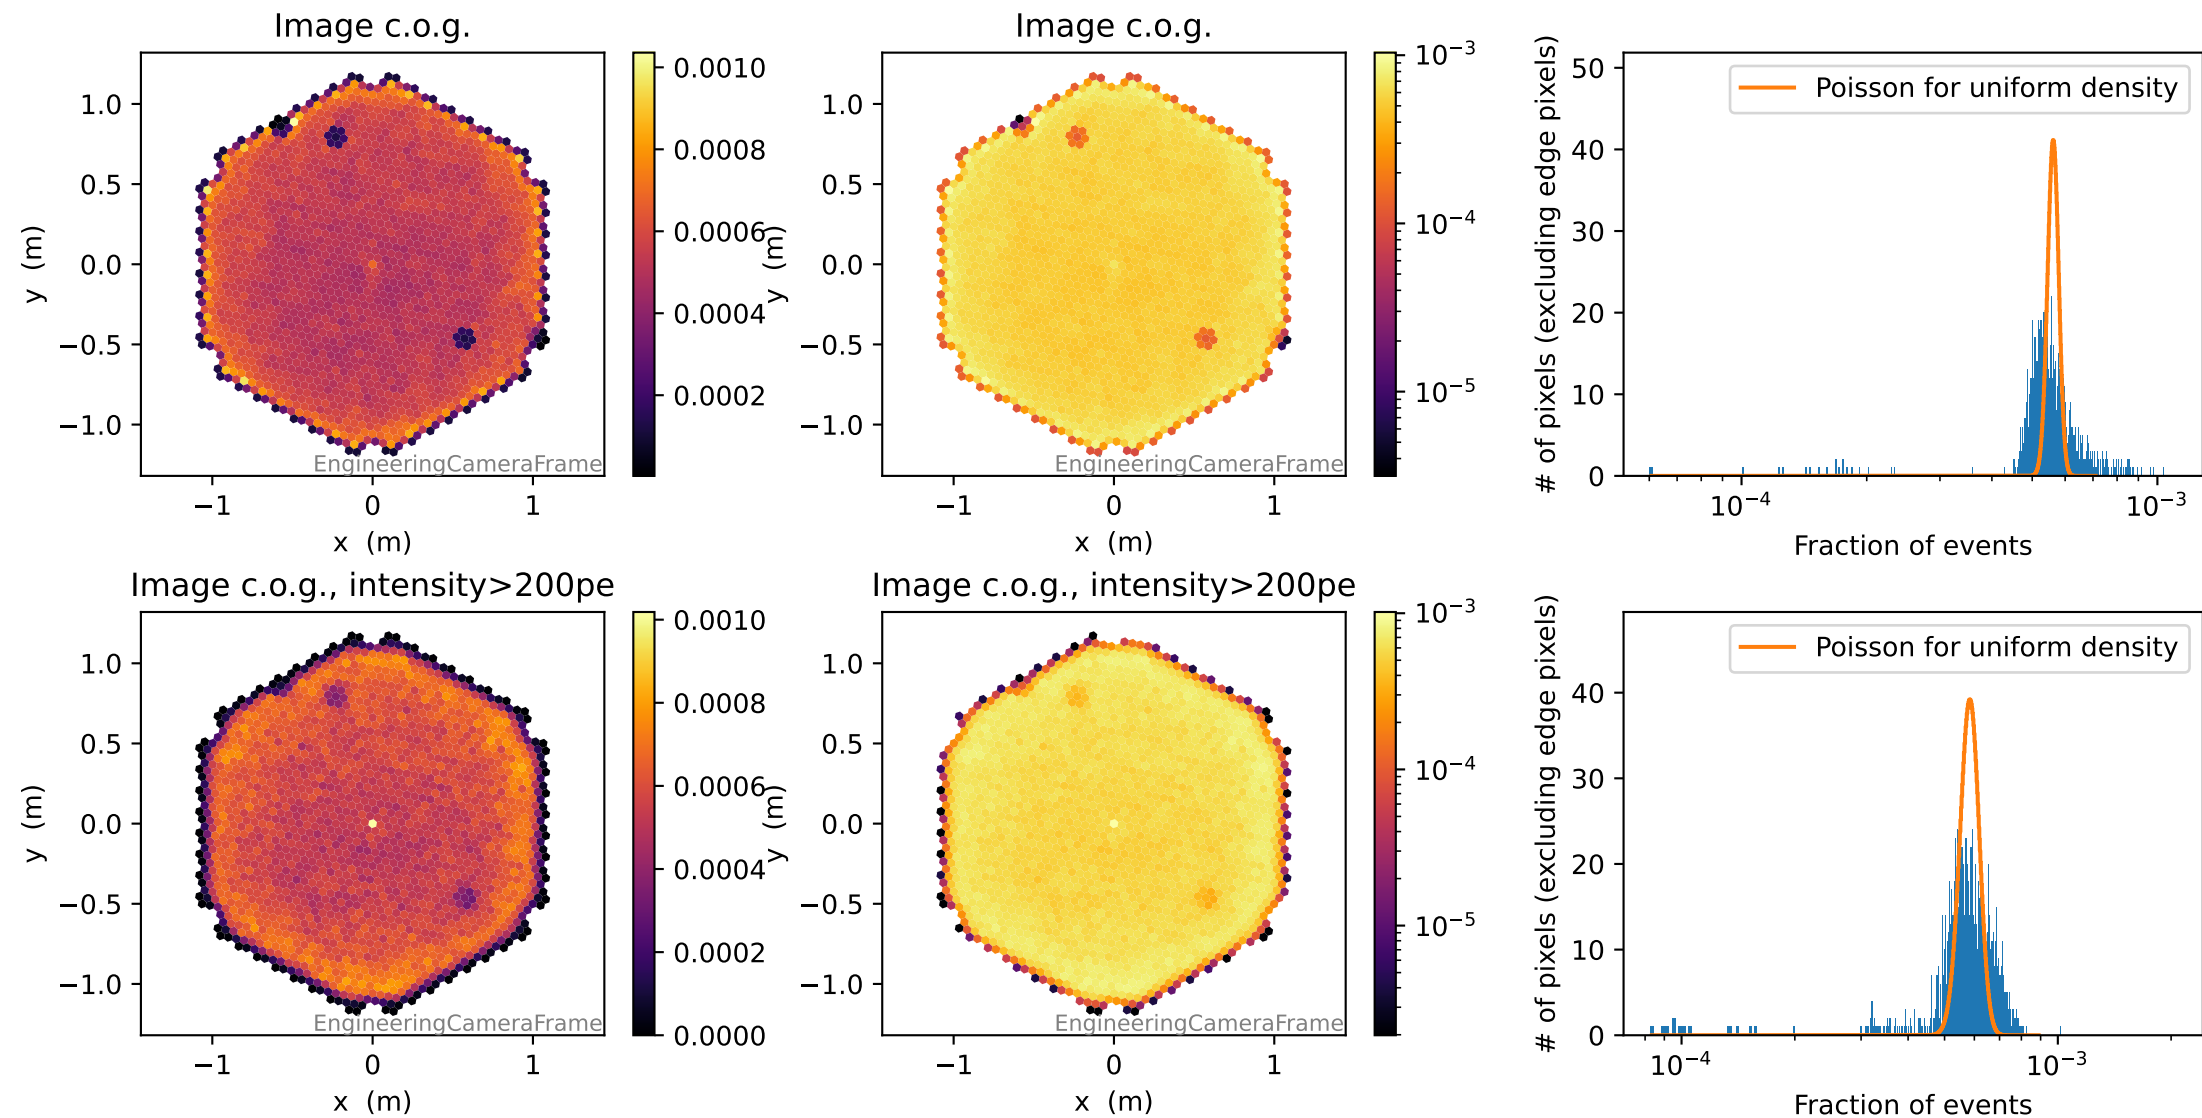 Image c.o.g.
y (m)
1.0
0.5
0.0
−0.5
−1.0
EngineeringCameraFrame
−1 0 1
x (m)
0.0010
0.0008
0.0006
0.0004
0.0002
Image c.o.g.
y (m)
1.0
0.5
0.0
−0.5
−1.0
EngineeringCameraFrame
−1 0 1
x (m)
10⁻³
10⁻⁴
10⁻⁵
# of pixels (excluding edge pixels)
50
40
30
20
10
0
Poisson for uniform density
10⁻⁴ 10⁻³
Fraction of events
Image c.o.g., intensity>200pe
y (m)
1.0
0.5
0.0
−0.5
−1.0
EngineeringCameraFrame
−1 0 1
x (m)
0.0010
0.0008
0.0006
0.0004
0.0002
0.0000
Image c.o.g., intensity>200pe
y (m)
1.0
0.5
0.0
−0.5
−1.0
EngineeringCameraFrame
−1 0 1
x (m)
10⁻³
10⁻⁴
10⁻⁵
# of pixels (excluding edge pixels)
40
30
20
10
0
Poisson for uniform density
10⁻⁴ 10⁻³
Fraction of events